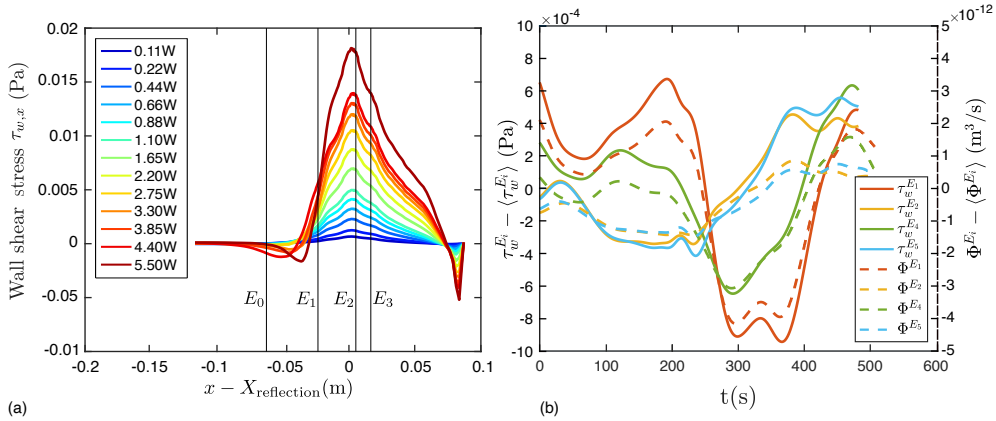 Wall shear stress τ_{w,x} (Pa)
0.02
0.015
0.01
0.005
0
-0.05
-0.01
0.11W
0.22W
0.44W
0.66W
0.88W
1.10W
1.65W
2.20W
2.75W
3.30W
3.85W
4.40W
5.50W
E_0 E_1 E_2 E_3
-0.2 -0.15 -0.1 -0.05 0 0.05 0.1
x − X_{reflection}(m)
(a)
×10^{-4}
τ_w^{E_i} − ⟨τ_w^{E_i}⟩ (Pa)
10
8
6
4
2
0
-2
-4
-6
-8
-10
×10^{-12}
5
4
3
2
1
0
-1
-2
-3
-4
-5
Φ^{E_i} − ⟨Φ^{E_i}⟩ (m^3/s)
τ_w^{E_1}
τ_w^{E_2}
τ_w^{E_4}
τ_w^{E_5}
Φ^{E_1}
Φ^{E_2}
Φ^{E_4}
Φ^{E_5}
0 100 200 300 400 500 600
t(s)
(b)